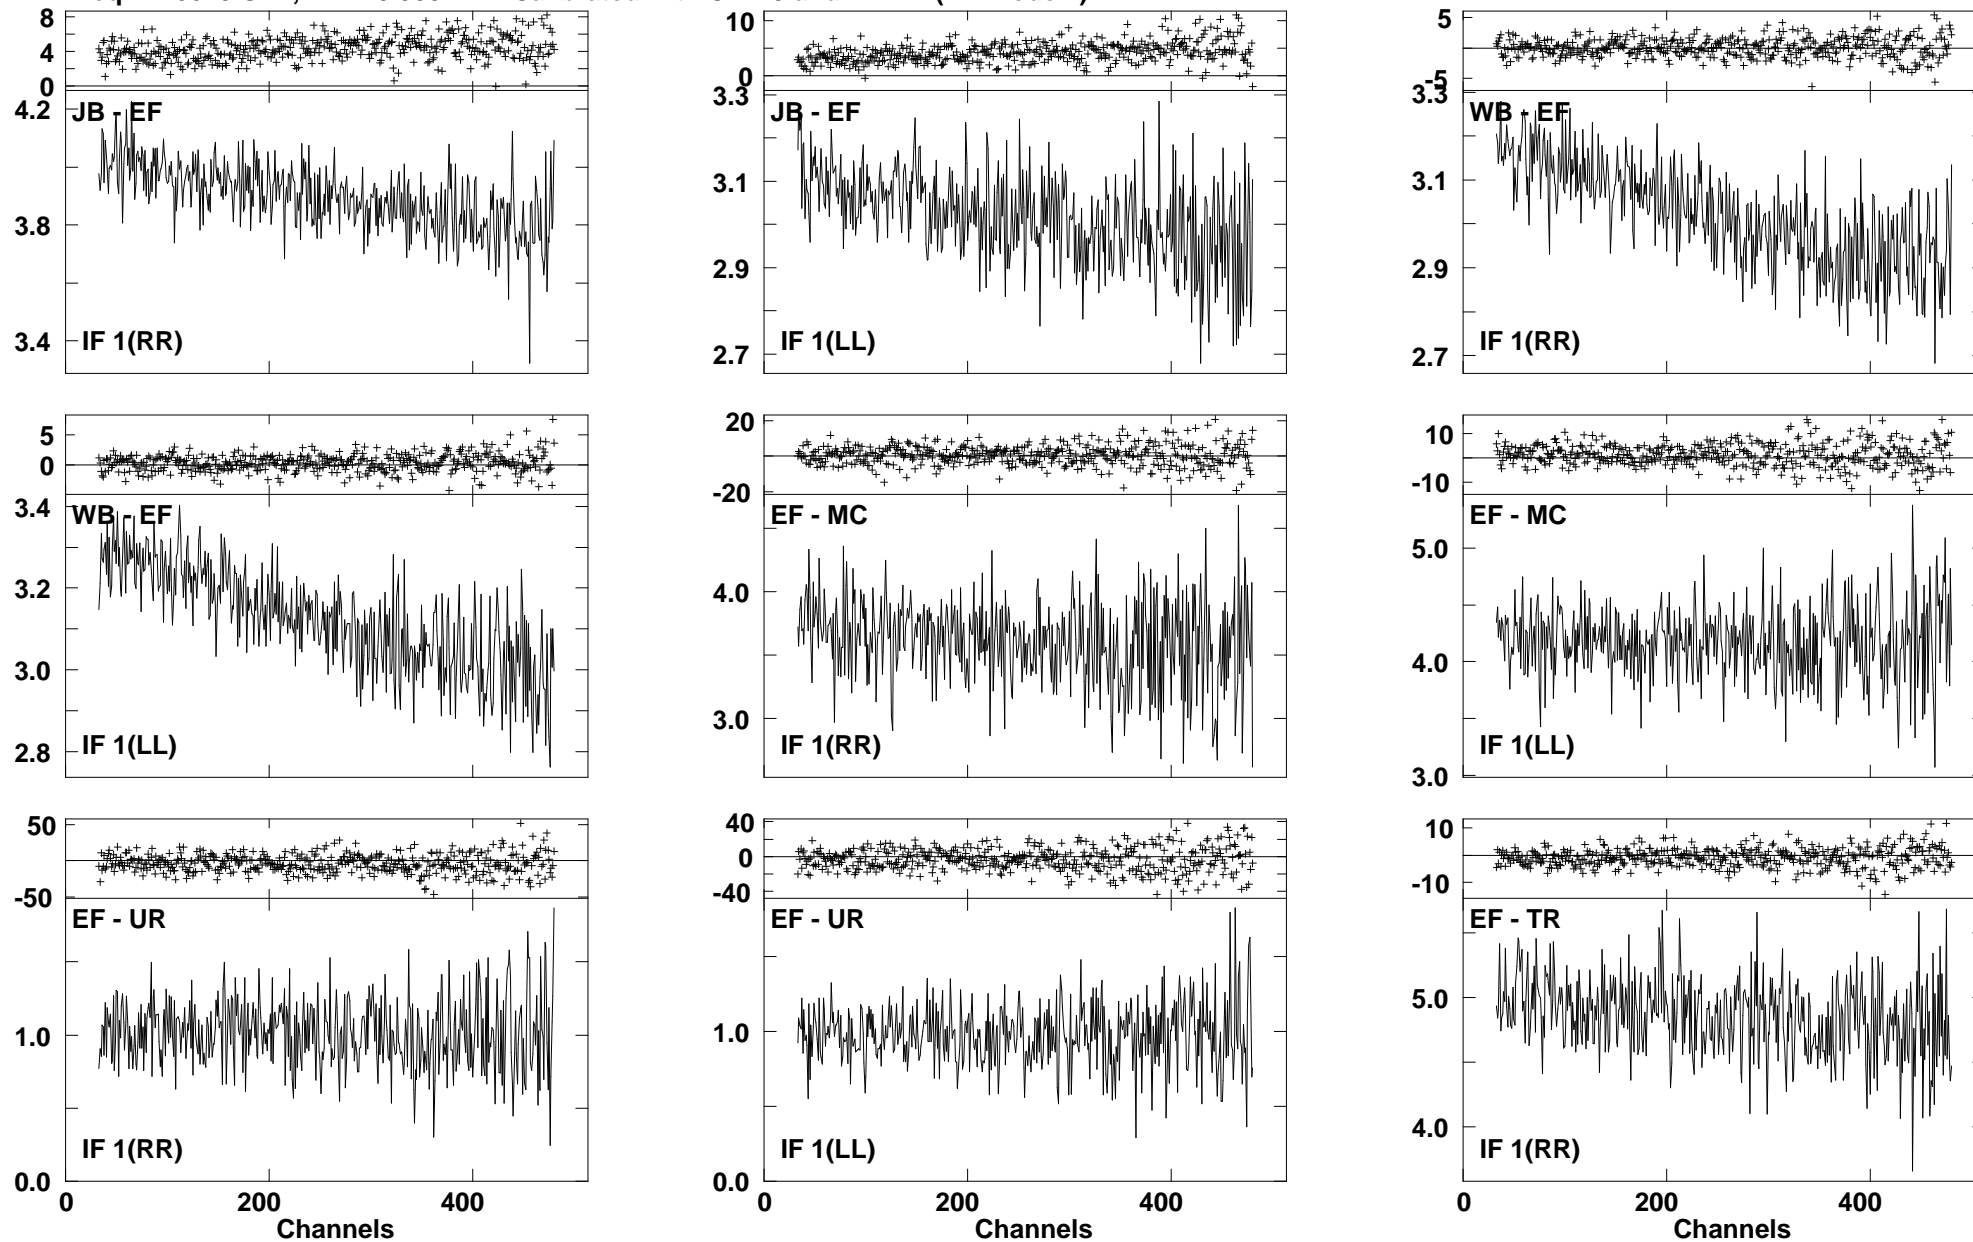 8
4
0
4.2
3.8
3.4
JB - EF
IF 1(RR)
10
0
3.3
3.1
2.9
2.7
JB - EF
IF 1(LL)
5
-5
3.3
3.1
2.9
2.7
WB - EF
IF 1(RR)
5
0
3.4
3.2
3.0
2.8
WB - EF
IF 1(LL)
20
0
-20
4.0
3.0
EF - MC
IF 1(RR)
10
-10
5.0
4.0
3.0
EF - MC
IF 1(LL)
50
-50
1.0
0.0
EF - UR
IF 1(RR)
0 200 400
Channels
40
0
-40
1.0
0.0
EF - UR
IF 1(LL)
0 200 400
Channels
10
-10
5.0
4.0
EF - TR
IF 1(RR)
0 200 400
Channels